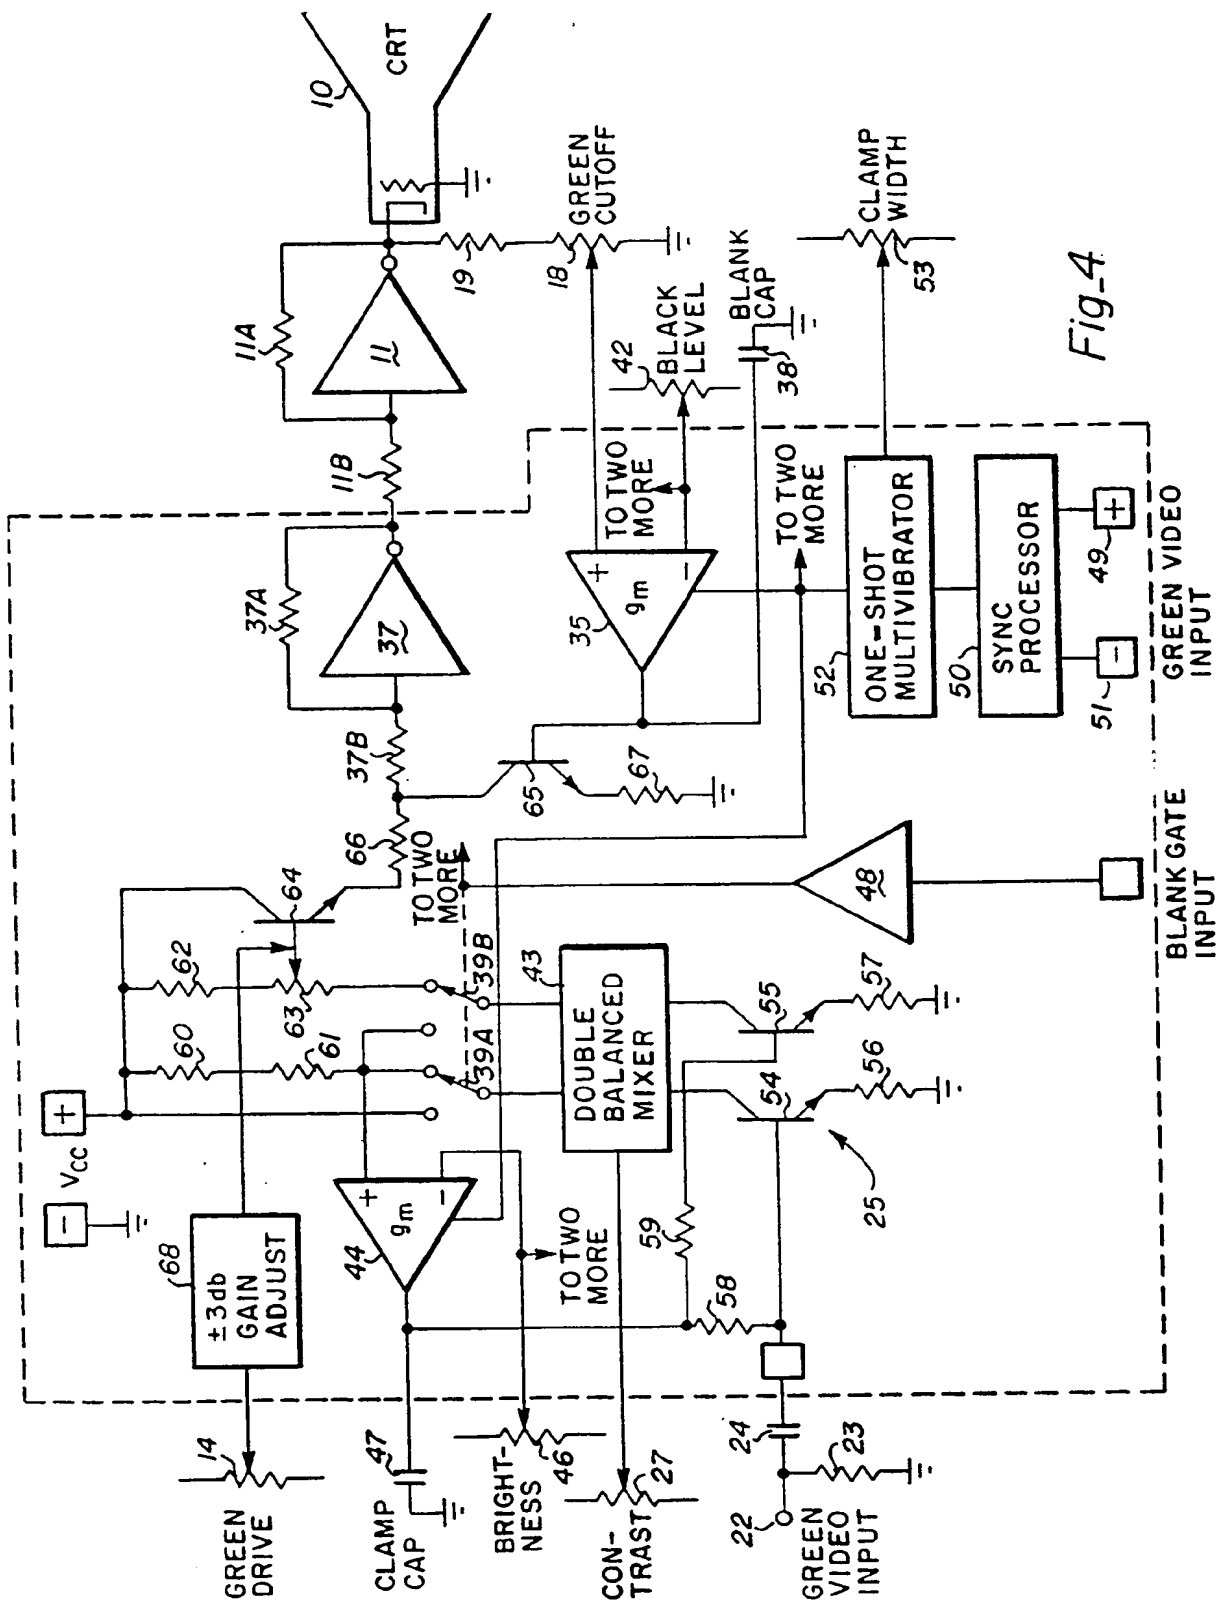 GREEN
DRIVE
14
±3db
GAIN
ADJUST
68
VCC
−
+
60
62
61
63
64
66
TO TWO
MORE
37B
37A
37
11B
11A
11
10
CRT
CLAMP
CAP
47
44
gm
+
−
39A
39B
65
67
35
gm
+
−
TO TWO
MORE
19
18
GREEN
CUTOFF
42
BLACK
LEVEL
BLANK
CAP
38
BRIGHT-
NESS
46
TO TWO
MORE
CON-
TRAST
27
DOUBLE
BALANCED
MIXER
43
48
TO TWO
MORE
52
ONE-SHOT
MULTIVIBRATOR
CLAMP
WIDTH
53
50
SYNC
PROCESSOR
59
58
54
55
56
57
25
22
24
23
GREEN
VIDEO
INPUT
BLANK GATE
INPUT
51
−
49
+
GREEN VIDEO
INPUT
Fig_4